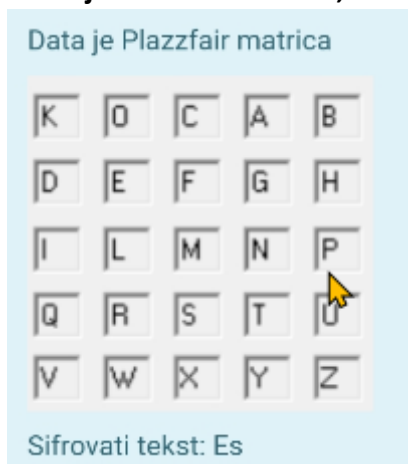 Data je Plazzfair matrica
K O C A B
D E F G H
I L M N P
Q R S T U
V W X Y Z
Sifrovati tekst: Es